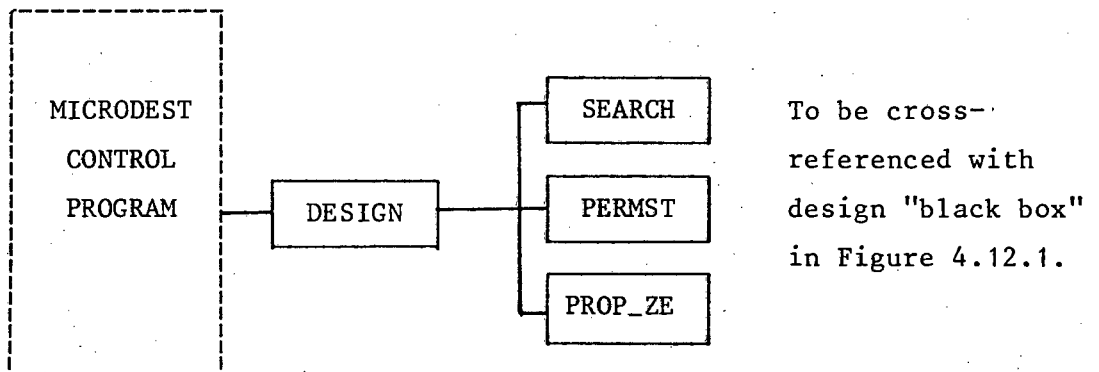 MICRODEST
CONTROL
PROGRAM
DESIGN
SEARCH
PERMST
PROP_ZE
To be cross-
referenced with
design "black box"
in Figure 4.12.1.